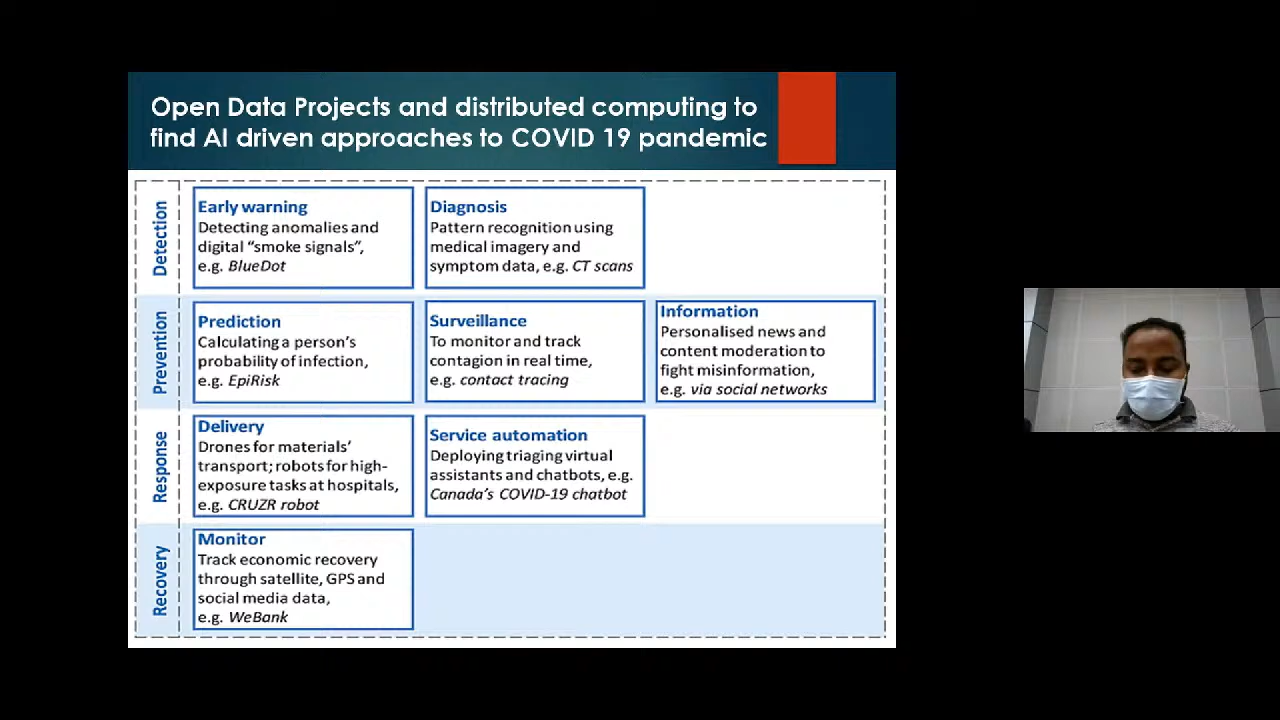 Open Data Projects and distributed computing to
find AI driven approaches to COVID 19 pandemic
Detection
Early warning
Detecting anomalies and
digital “smoke signals”,
e.g. BlueDot
Diagnosis
Pattern recognition using
medical imagery and
symptom data, e.g. CT scans
Prevention
Prediction
Calculating a person’s
probability of infection,
e.g. EpiRisk
Surveillance
To monitor and track
contagion in real time,
e.g. contact tracing
Information
Personalised news and
content moderation to
fight misinformation,
e.g. via social networks
Response
Delivery
Drones for materials’
transport; robots for high-
exposure tasks at hospitals,
e.g. CRUZR robot
Service automation
Deploying triaging virtual
assistants and chatbots, e.g.
Canada’s COVID-19 chatbot
Recovery
Monitor
Track economic recovery
through satellite, GPS and
social media data,
e.g. WeBank